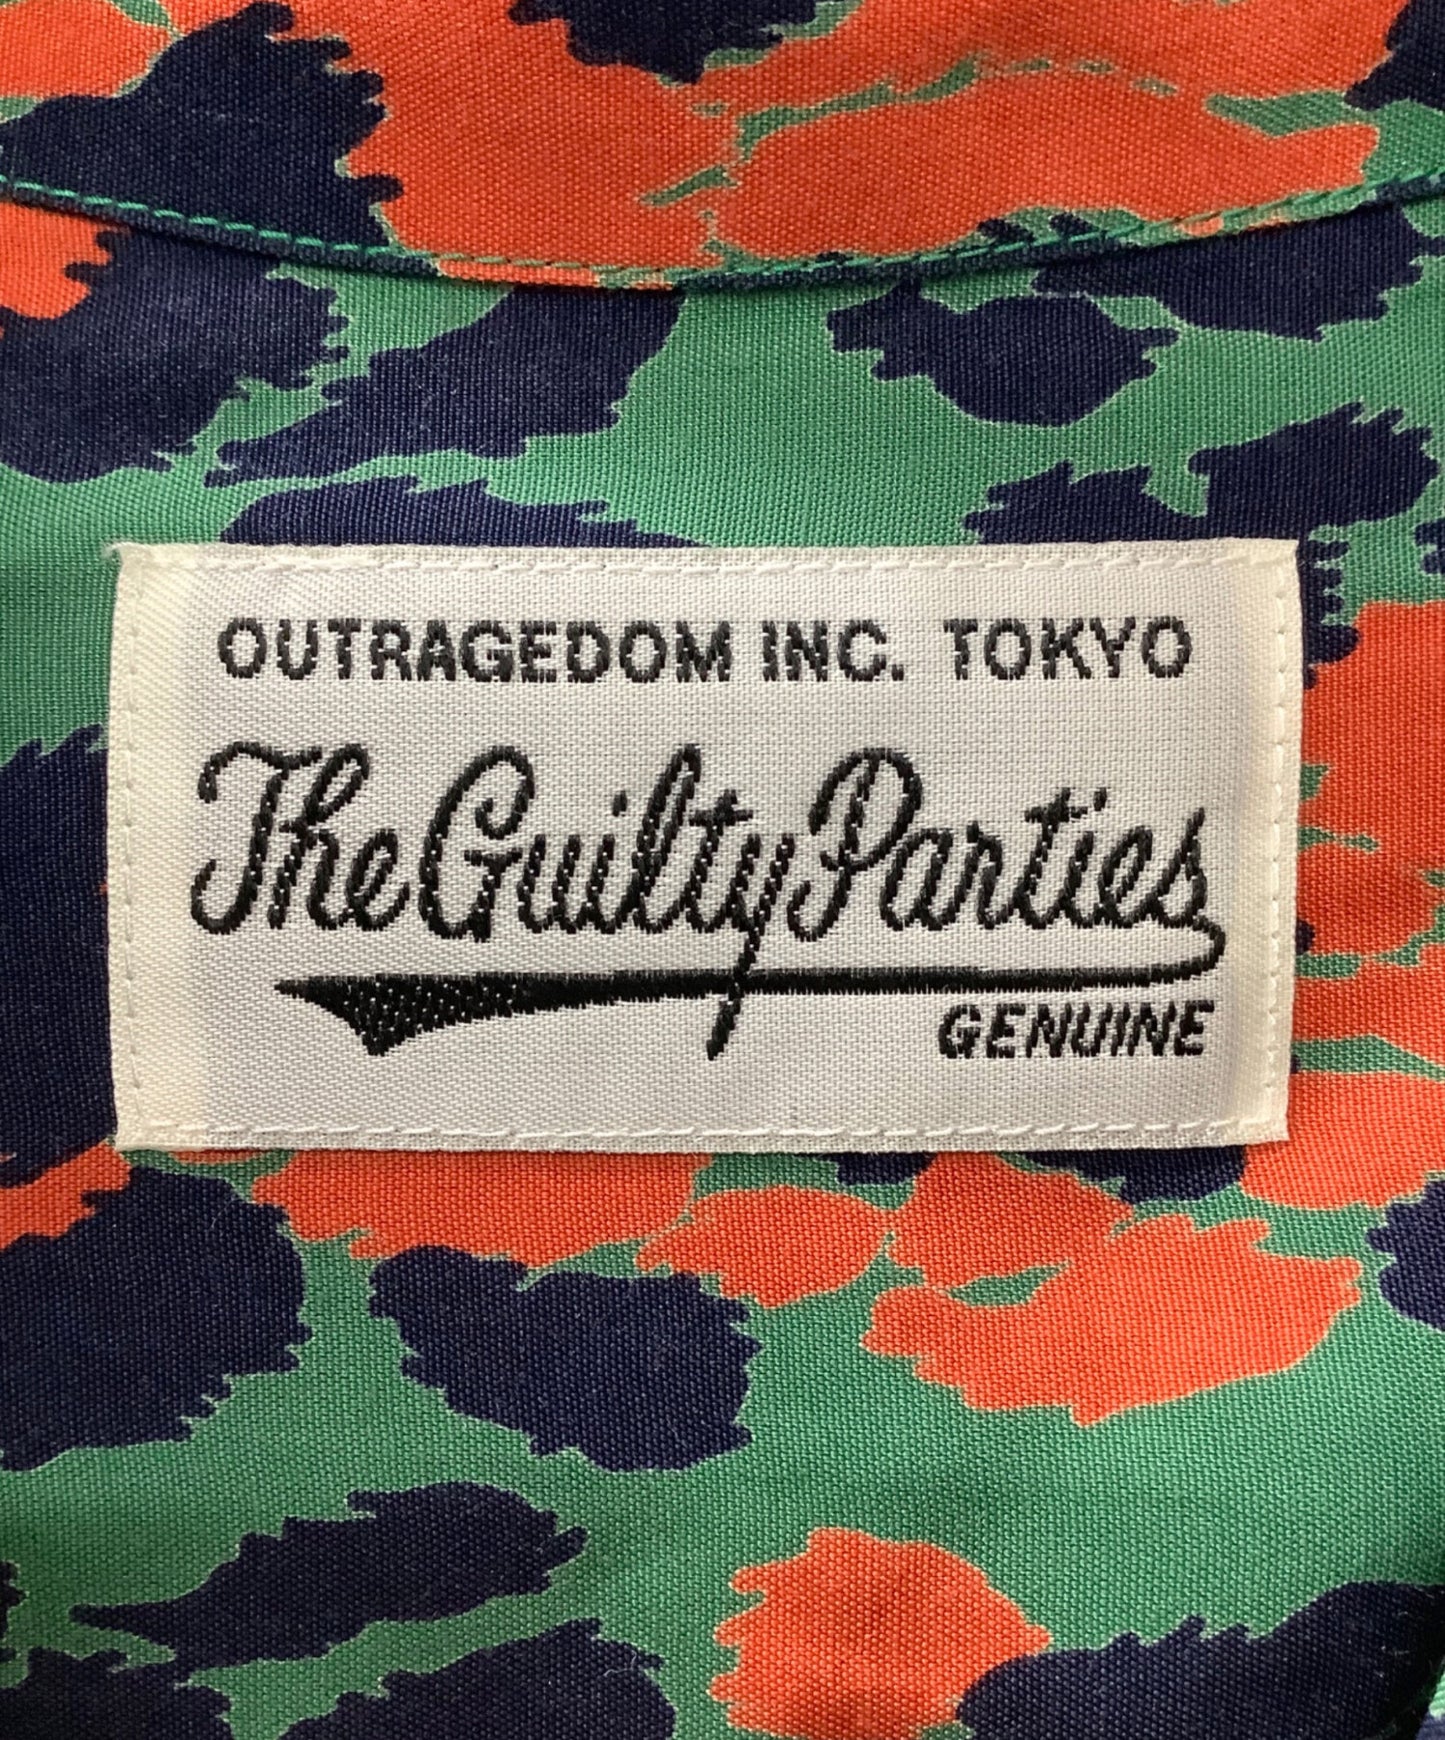 OUTRAGEDOM INC. TOKYO
The Guilty Parties
GENUINE